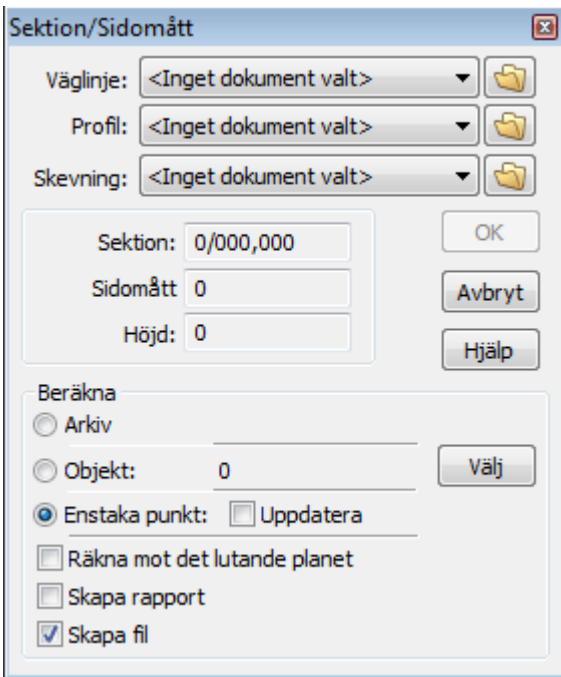 Sektion/Sidomått
Väglinje: <Inget dokument valt>
Profil: <Inget dokument valt>
Skevning: <Inget dokument valt>
Sektion: 0/000,000
OK
Sidomått 0
Avbryt
Höjd: 0
Hjälp
Beräkna
Arkiv
Objekt: 0
Välj
Enstaka punkt: Uppdatera
Räkna mot det lutande planet
Skapa rapport
Skapa fil